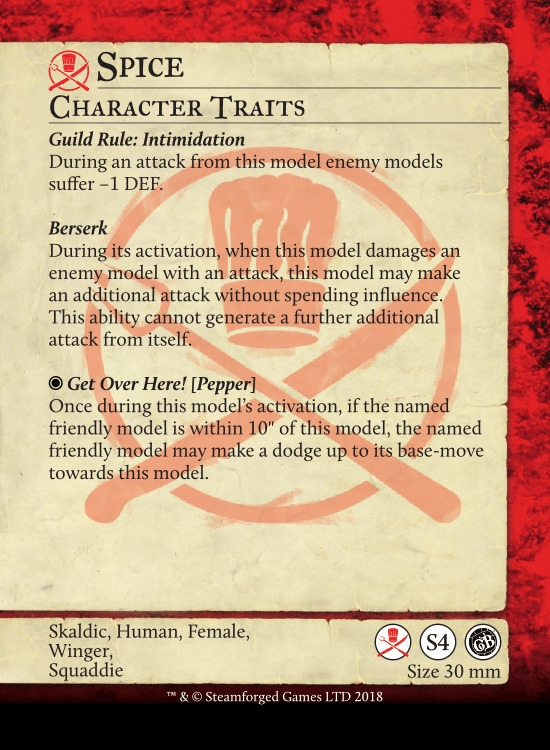 Spice
Character Traits
Guild Rule: Intimidation
During an attack from this model enemy models
suffer –1 DEF.
Berserk
During its activation, when this model damages an
enemy model with an attack, this model may make
an additional attack without spending influence.
This ability cannot generate a further additional
attack from itself.
Get Over Here! [Pepper]
Once during this model's activation, if the named
friendly model is within 10" of this model, the named
friendly model may make a dodge up to its base-move
towards this model.
Skaldic, Human, Female,
Winger,
Squaddie
S4
GB
Size 30 mm
™ & © Steamforged Games LTD 2018